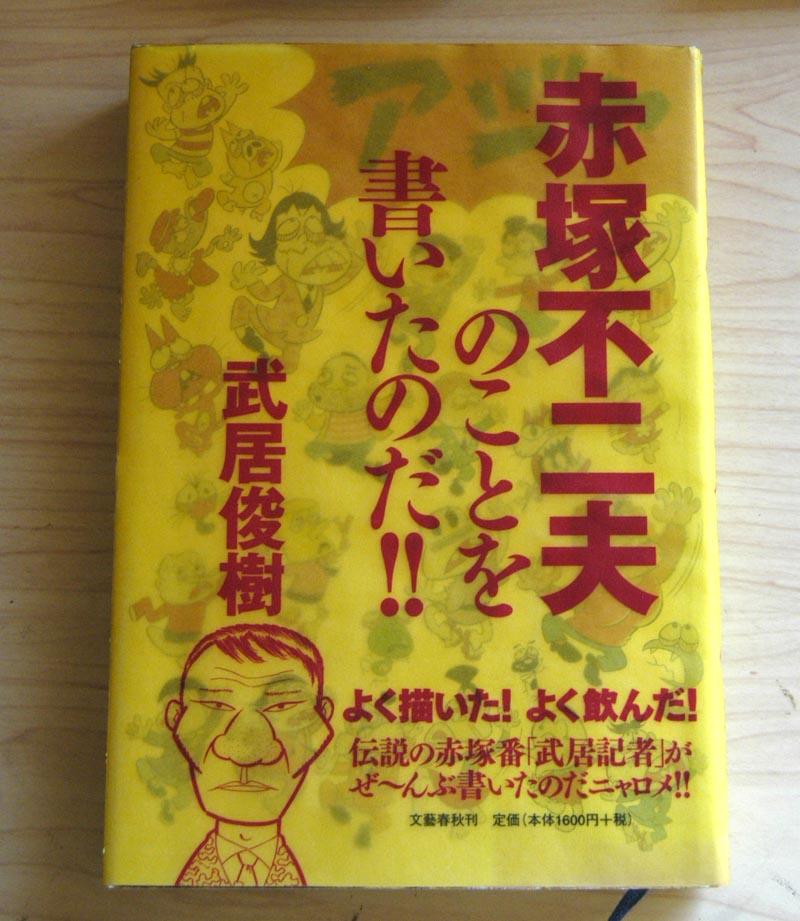 赤塚不二夫
のことを
書いたのだ!!
武居俊樹
よく描いた! よく飲んだ!
伝説の赤塚番「武居記者」が
ぜ〜んぶ書いたのだニャロメ!!
文藝春秋刊 定価(本体1600円+税)